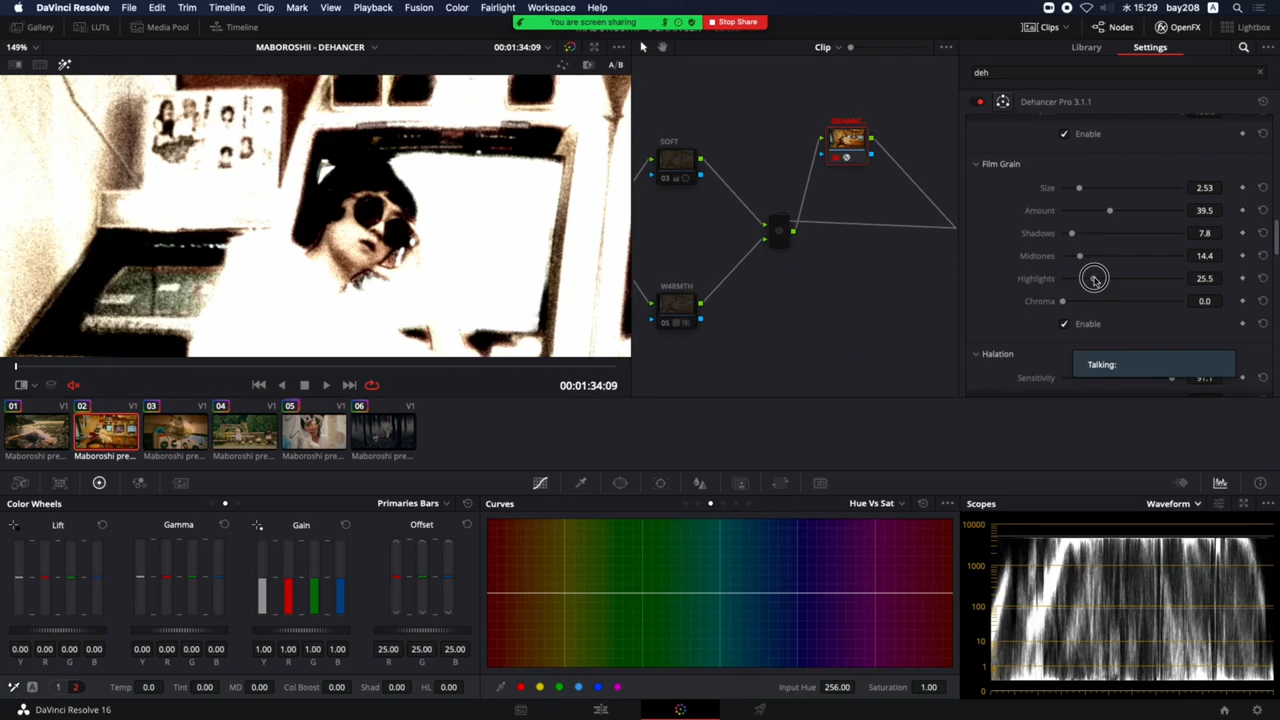 DaVinci Resolve File Edit Trim Timeline Clip Mark View Playback Fusion Color Fairlight Workspace Help
水 15:29 bay208 A
You are screen sharing Stop Share
Gallery LUTs Media Pool Timeline
Clips Nodes OpenFX Lightbox
149% MABOROSHII - DEHANCER 00:01:34:09
Clip
Library Settings
A/B
deh
Dehancer Pro 3.1.1
Enable
Film Grain
Size 2.53
Amount 39.5
Shadows 7.8
Midtones 14.4
Highlights 25.5
Chroma 0.0
Enable
Halation
Talking:
Sensitivity 91.1
DEHANC...
SOFT
03
W4RMTH
05
00:01:34:09
01 V1 02 V1 03 V1 04 V1 05 V1 06 V1
Maboroshi pre... Maboroshi pre... Maboroshi pre... Maboroshi pre... Maboroshi pre... Maboroshi pre...
Color Wheels Primaries Bars
Lift Gamma Gain Offset
0.00 0.00 0.00 0.00 0.00 0.00 0.00 0.00 1.00 1.00 1.00 1.00 25.00 25.00 25.00
Y R G B Y R G B Y R G B R G B
A 1 2 Temp 0.0 Tint 0.00 MD 0.00 Col Boost 0.00 Shad 0.00 HL 0.00
Curves Hue Vs Sat
Input Hue 256.00 Saturation 1.00
Scopes Waveform
10000
1000
100
10
1
0
DaVinci Resolve 16